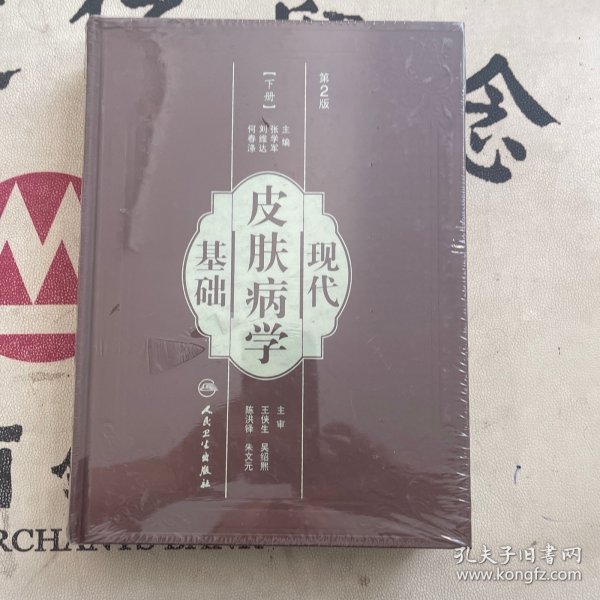 第2版
【下册】
主编
张学军
刘维达
何春涤
现代
皮肤病学
基础
主审
王侠生 吴绍熙
陈洪铎 朱文元
人民卫生出版社
念
RCHANTS BANK
孔夫子旧书网
www.kongfz.com